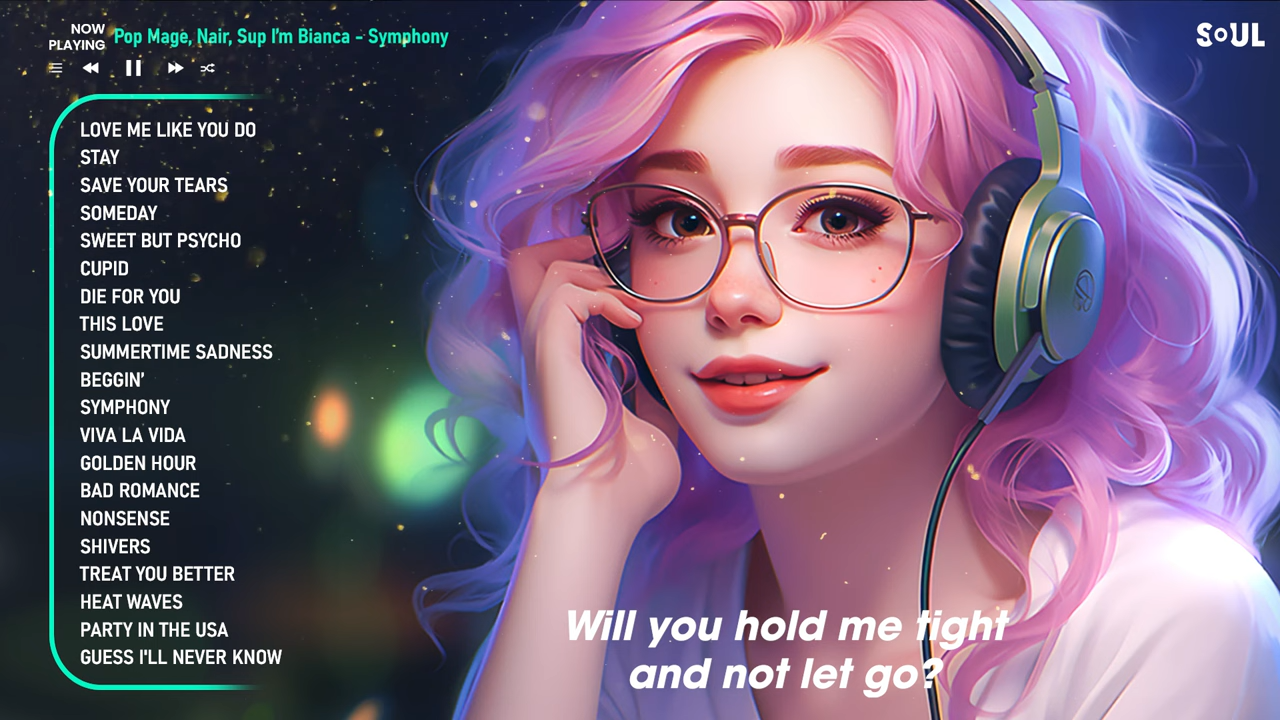 NOW
PLAYING
Pop Mage, Nair, Sup I'm Bianca - Symphony
SOUL
LOVE ME LIKE YOU DO
STAY
SAVE YOUR TEARS
SOMEDAY
SWEET BUT PSYCHO
CUPID
DIE FOR YOU
THIS LOVE
SUMMERTIME SADNESS
BEGGIN'
SYMPHONY
VIVA LA VIDA
GOLDEN HOUR
BAD ROMANCE
NONSENSE
SHIVERS
TREAT YOU BETTER
HEAT WAVES
PARTY IN THE USA
GUESS I'LL NEVER KNOW
Will you hold me tight
and not let go?